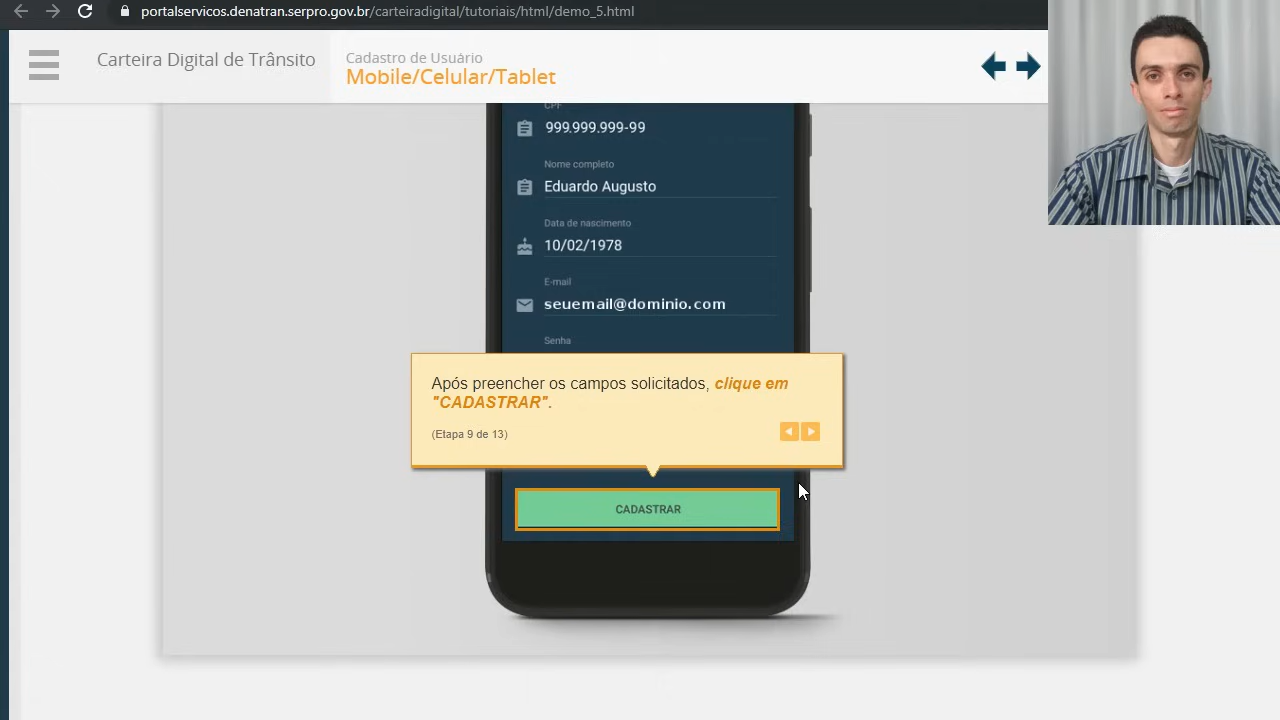 portalservicos.denatran.serpro.gov.br/carteiradigital/tutoriais/html/demo_5.html
Carteira Digital de Trânsito
Cadastro de Usuário
Mobile/Celular/Tablet
CPF
999.999.999-99
Nome completo
Eduardo Augusto
Data de nascimento
10/02/1978
E-mail
seuemail@dominio.com
Senha
Após preencher os campos solicitados, clique em
"CADASTRAR".
(Etapa 9 de 13)
CADASTRAR